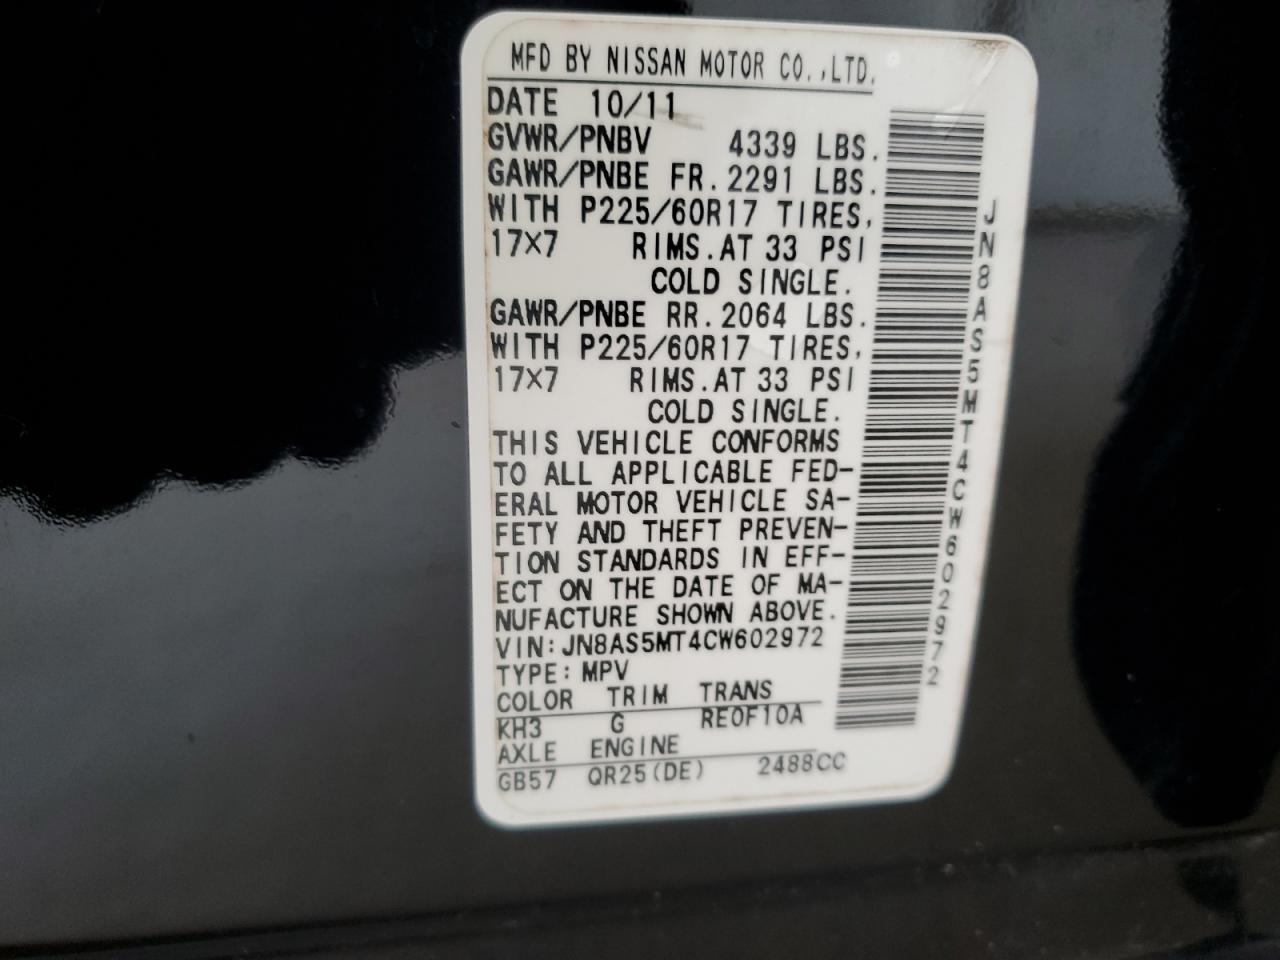 MFD BY NISSAN MOTOR CO.,LTD.
DATE 10/11
GVWR/PNBV 4339 LBS.
GAWR/PNBE FR.2291 LBS.
WITH P225/60R17 TIRES,
17X7 RIMS.AT 33 PSI
COLD SINGLE.
GAWR/PNBE RR.2064 LBS.
WITH P225/60R17 TIRES,
17X7 RIMS.AT 33 PSI
COLD SINGLE.
THIS VEHICLE CONFORMS
TO ALL APPLICABLE FED-
ERAL MOTOR VEHICLE SA-
FETY AND THEFT PREVEN-
TION STANDARDS IN EFF-
ECT ON THE DATE OF MA-
NUFACTURE SHOWN ABOVE.
VIN:JN8AS5MT4CW602972
TYPE:MPV
COLOR TRIM TRANS
KH3 G RE0F10A
AXLE ENGINE
GB57 QR25(DE) 2488CC
JN8AS5MT4CW602972